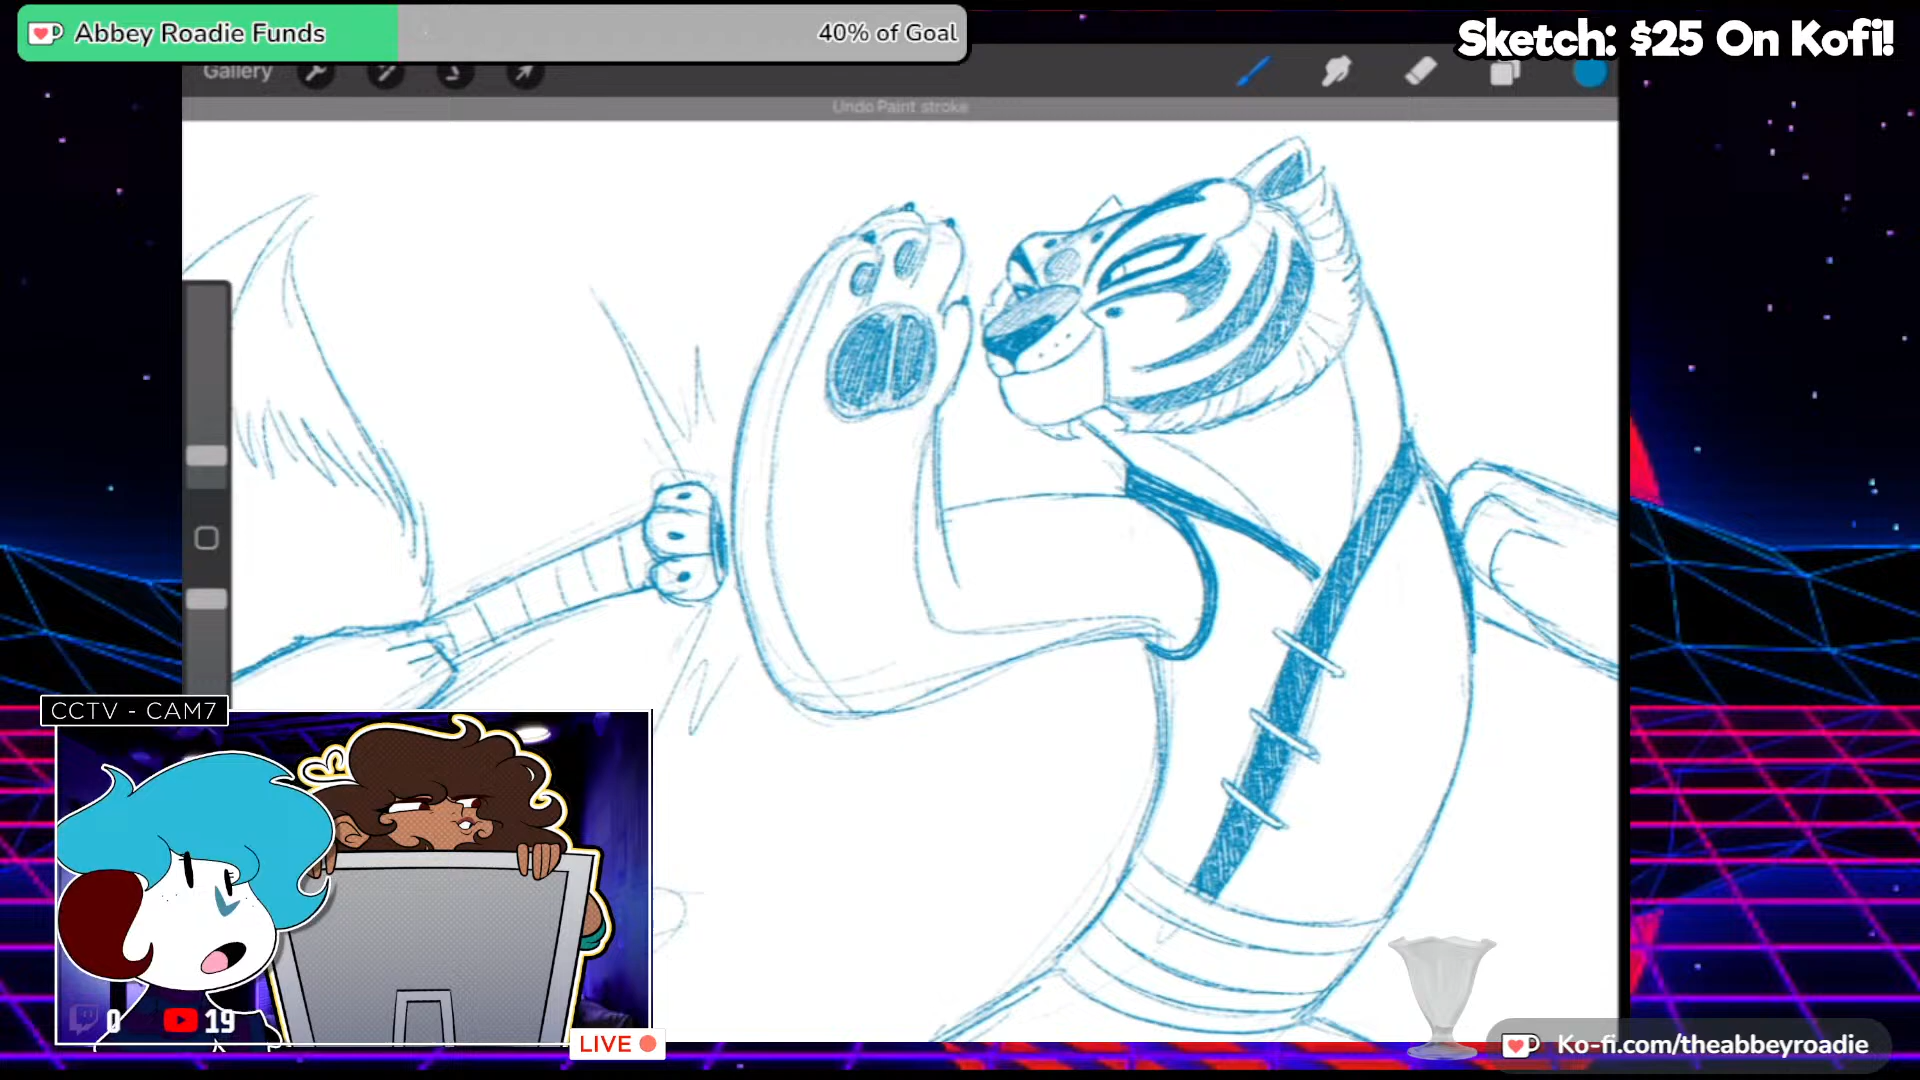 Abbey Roadie Funds
40% of Goal
Sketch: $25 On Kofi!
Gallery
Undo Paint stroke
CCTV - CAM7
0
19
LIVE
Ko-fi.com/theabbeyroadie